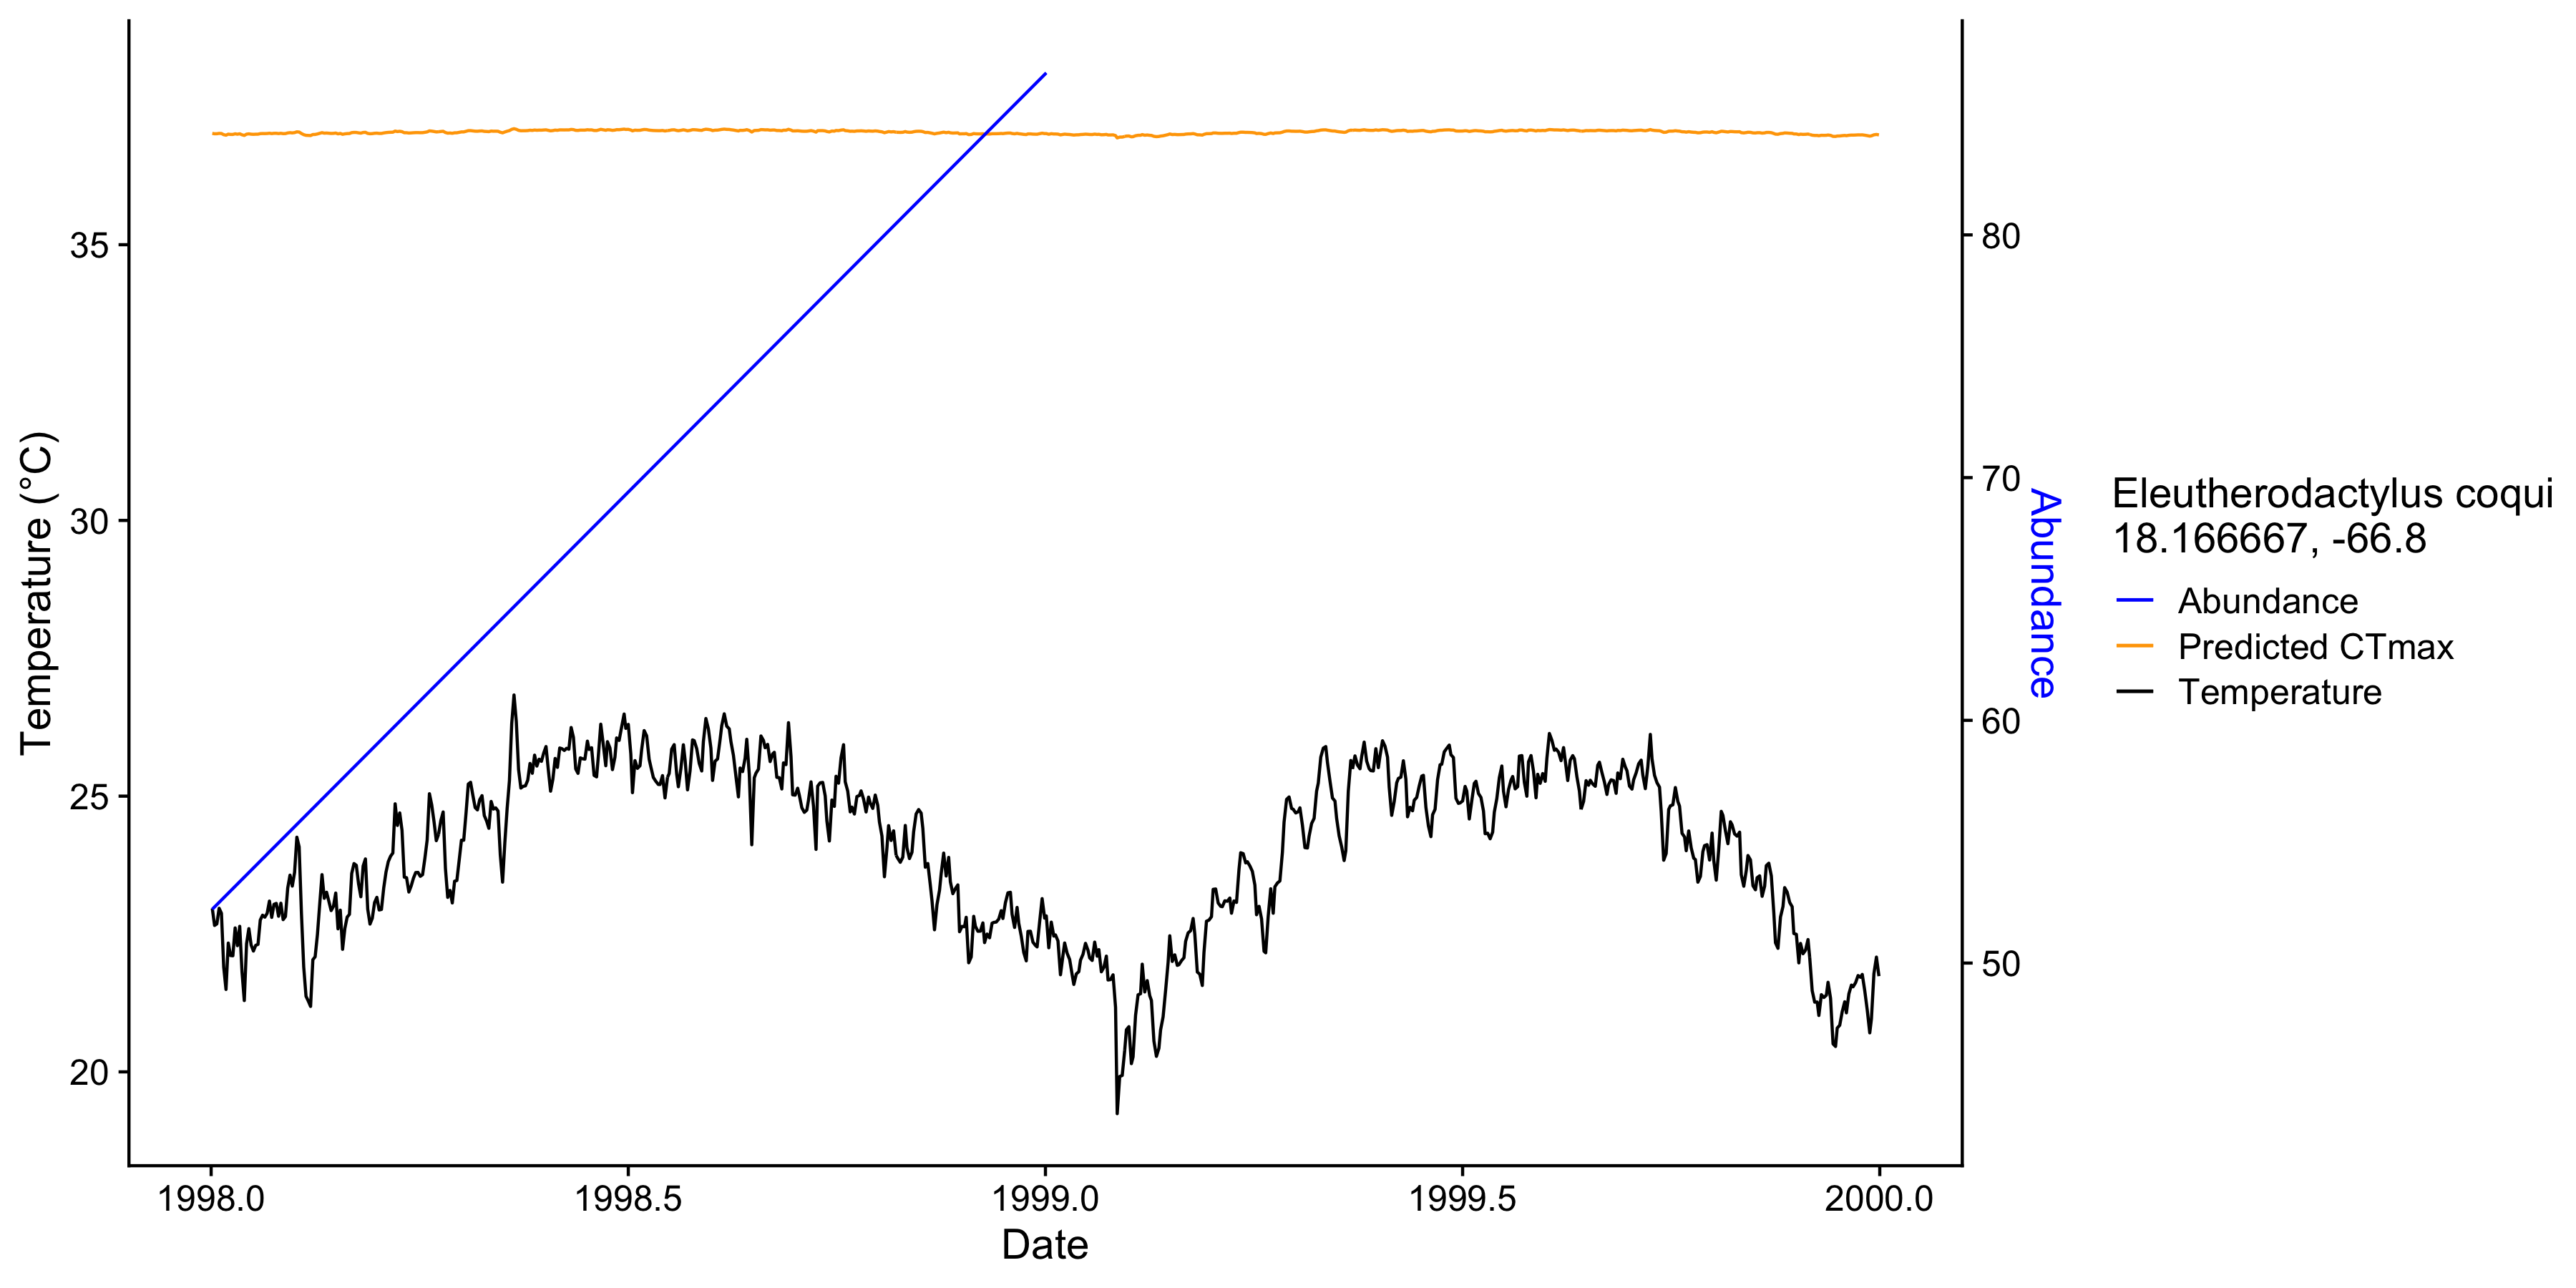 Temperature (°C)
35
30
25
20
1998.0
1998.5
1999.0
1999.5
2000.0
Date
80
70
60
50
Abundance
Eleutherodactylus coqui
18.166667, -66.8
Abundance
Predicted CTmax
Temperature